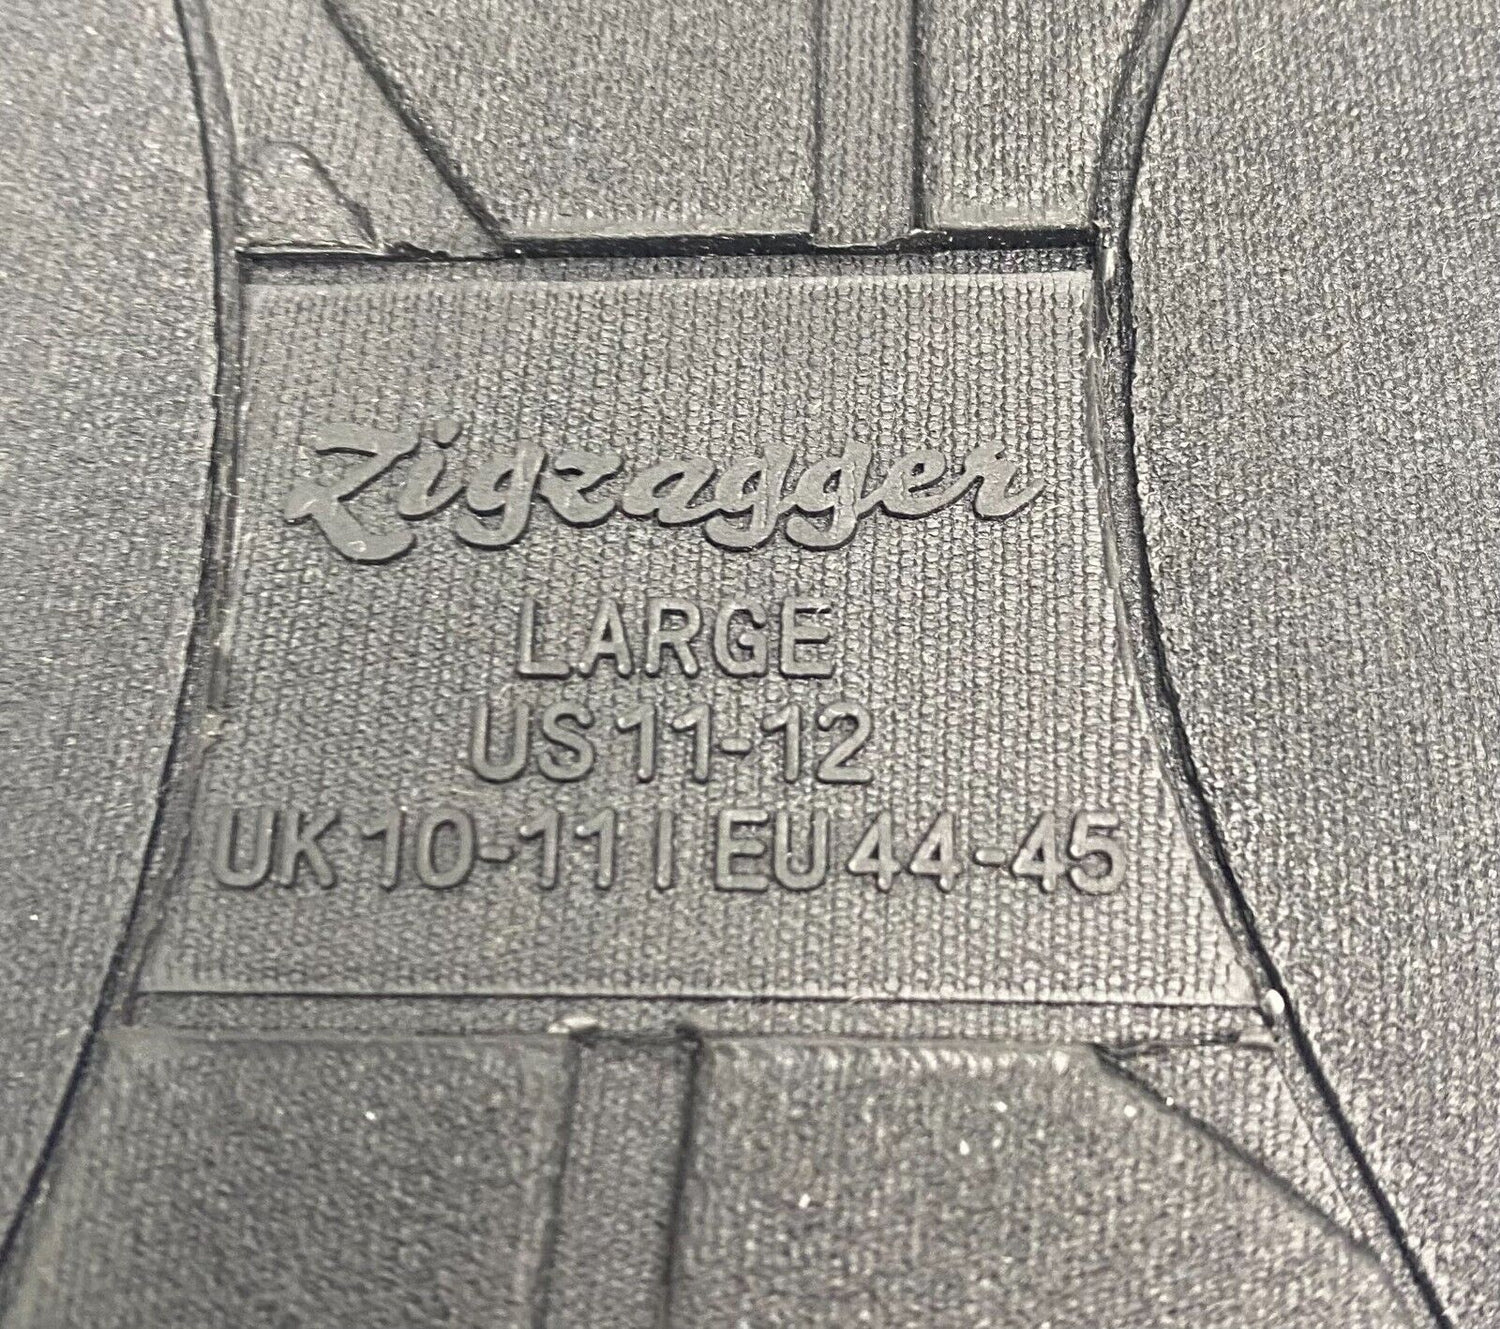 Zigzagger
LARGE
US 11-12
UK 10-11 | EU 44-45